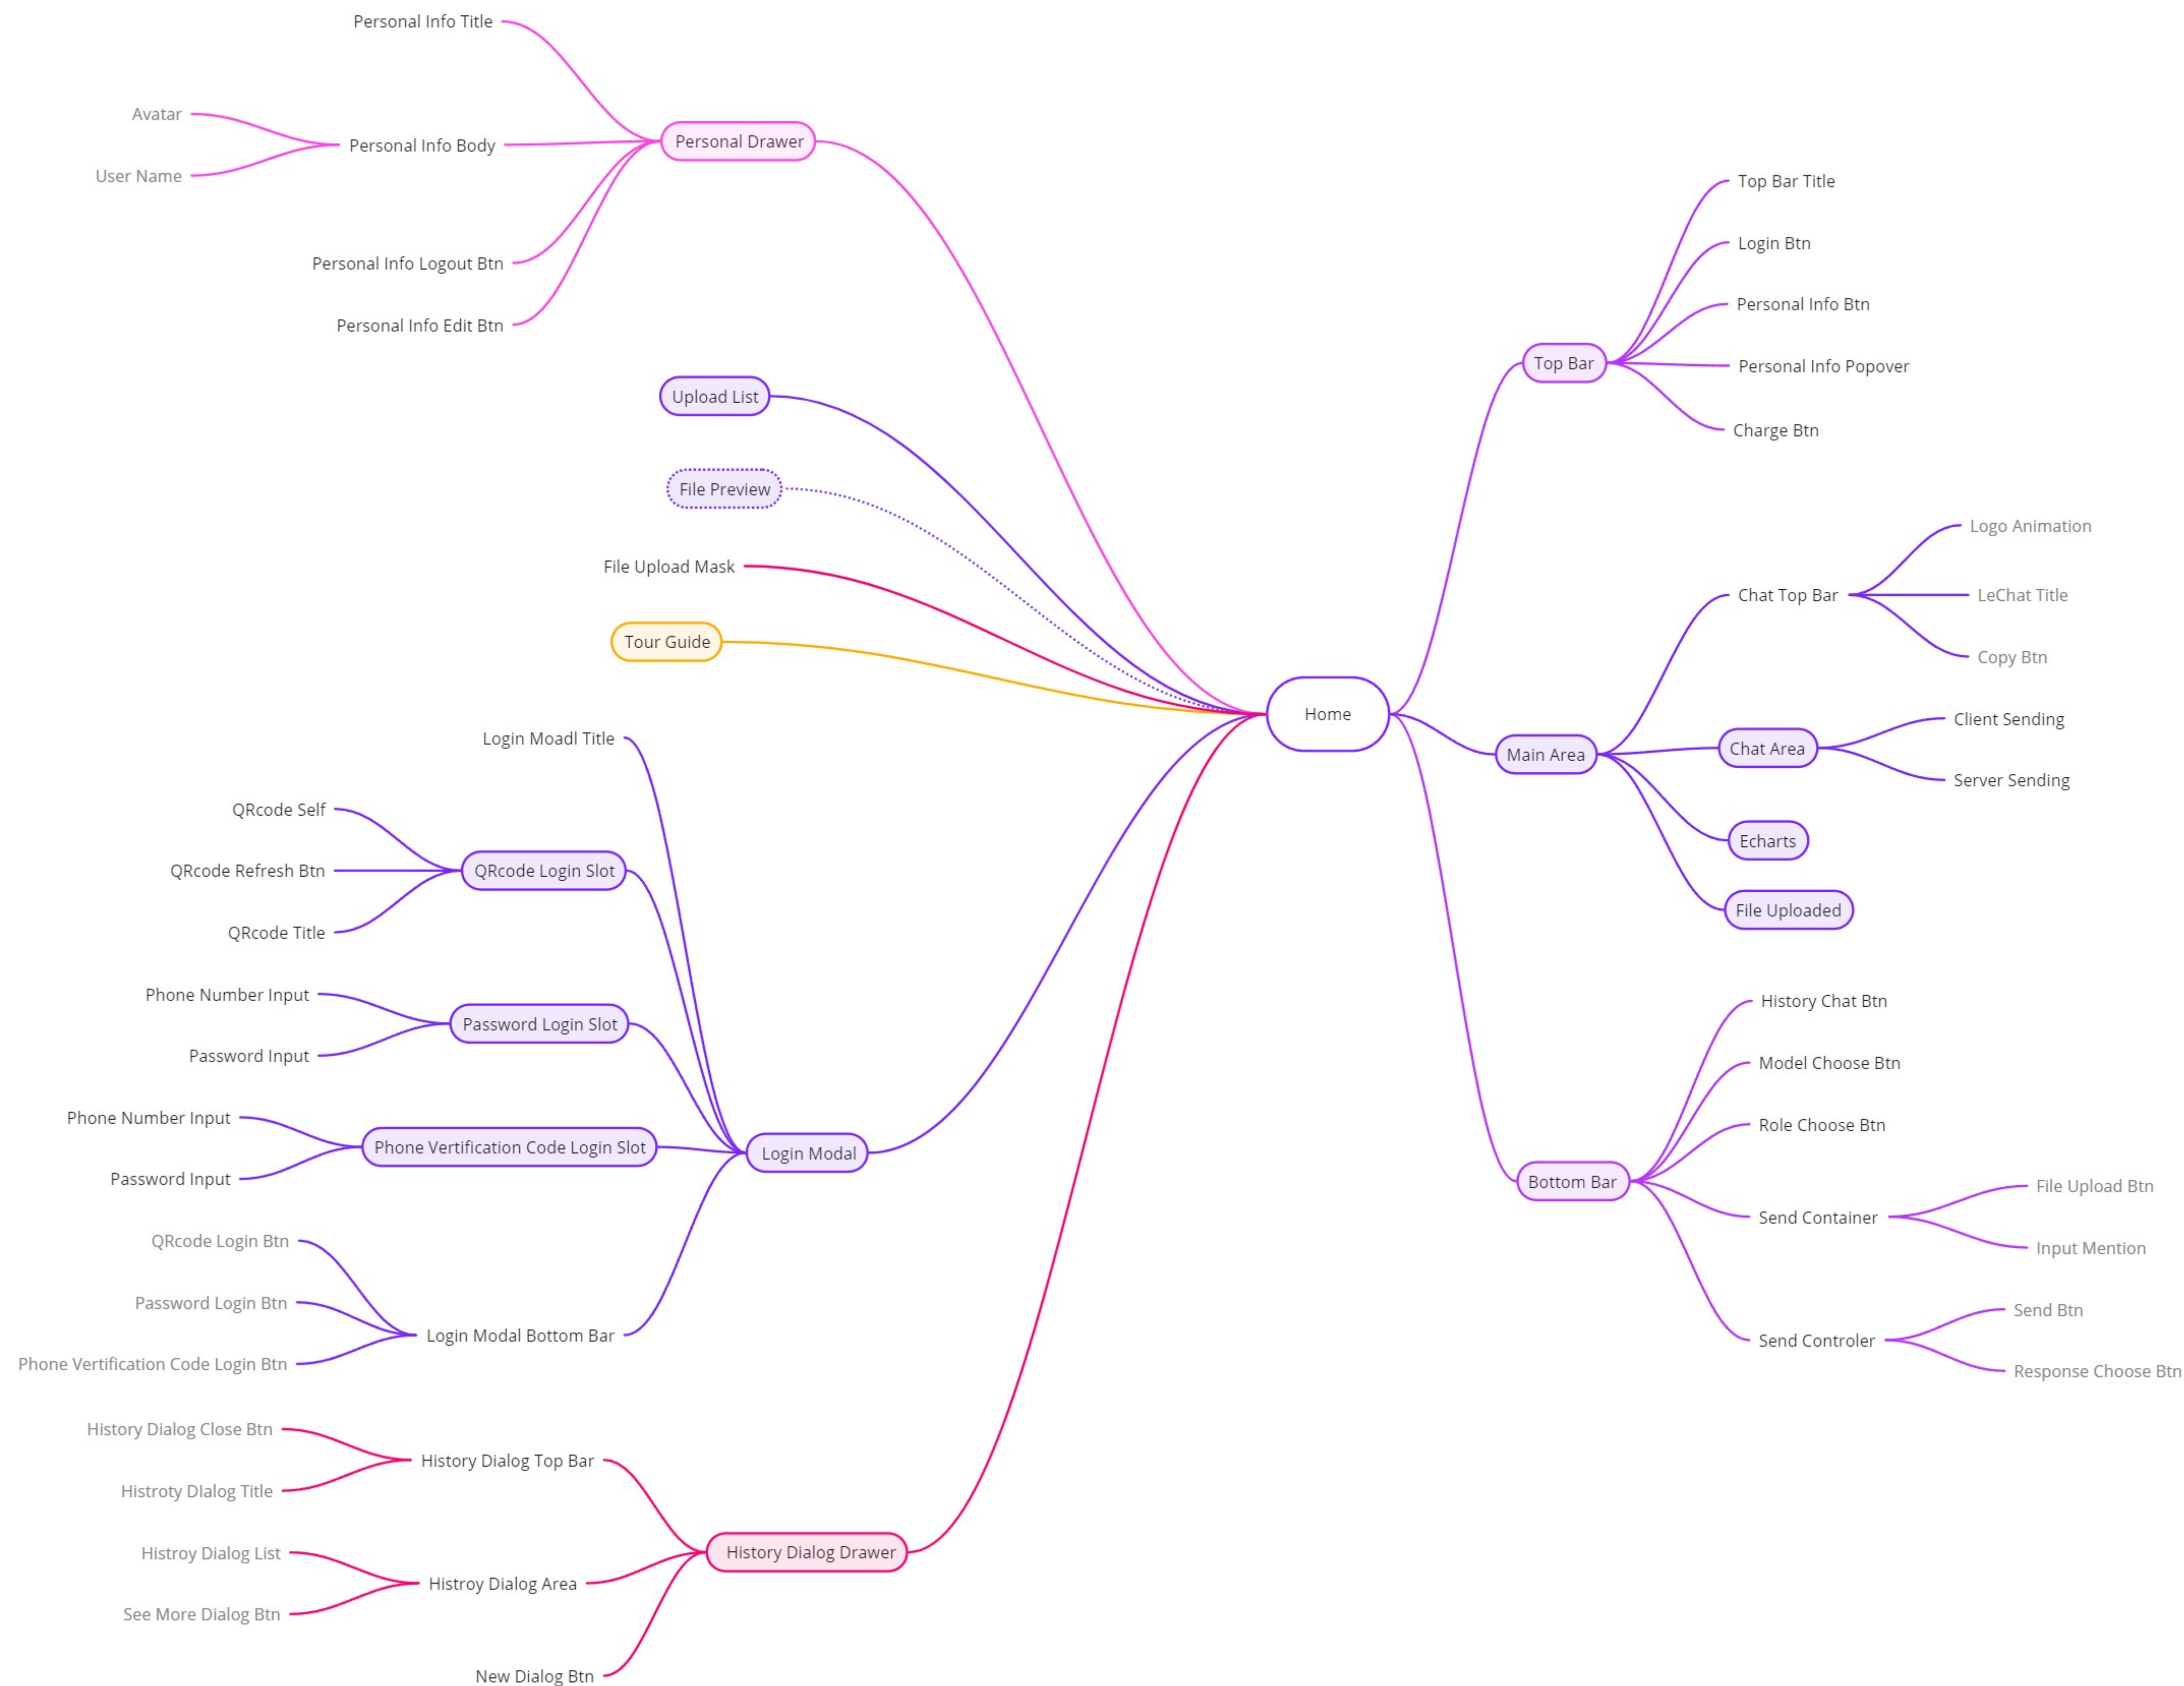 Personal Info Title
Avatar
Personal Info Body
User Name
Personal Info Logout Btn
Personal Info Edit Btn
Personal Drawer
Upload List
File Preview
File Upload Mask
Tour Guide
Home
Login Moadl Title
QRcode Self
QRcode Refresh Btn
QRcode Title
QRcode Login Slot
Phone Number Input
Password Input
Password Login Slot
Phone Number Input
Password Input
Phone Vertification Code Login Slot
Login Modal
QRcode Login Btn
Password Login Btn
Phone Vertification Code Login Btn
Login Modal Bottom Bar
History Dialog Close Btn
Histroty DIalog Title
History Dialog Top Bar
Histroy Dialog List
See More Dialog Btn
Histroy Dialog Area
New Dialog Btn
History Dialog Drawer
Top Bar
Top Bar Title
Login Btn
Personal Info Btn
Personal Info Popover
Charge Btn
Main Area
Chat Top Bar
Logo Animation
LeChat Title
Copy Btn
Chat Area
Client Sending
Server Sending
Echarts
File Uploaded
Bottom Bar
History Chat Btn
Model Choose Btn
Role Choose Btn
Send Container
File Upload Btn
Input Mention
Send Controler
Send Btn
Response Choose Btn